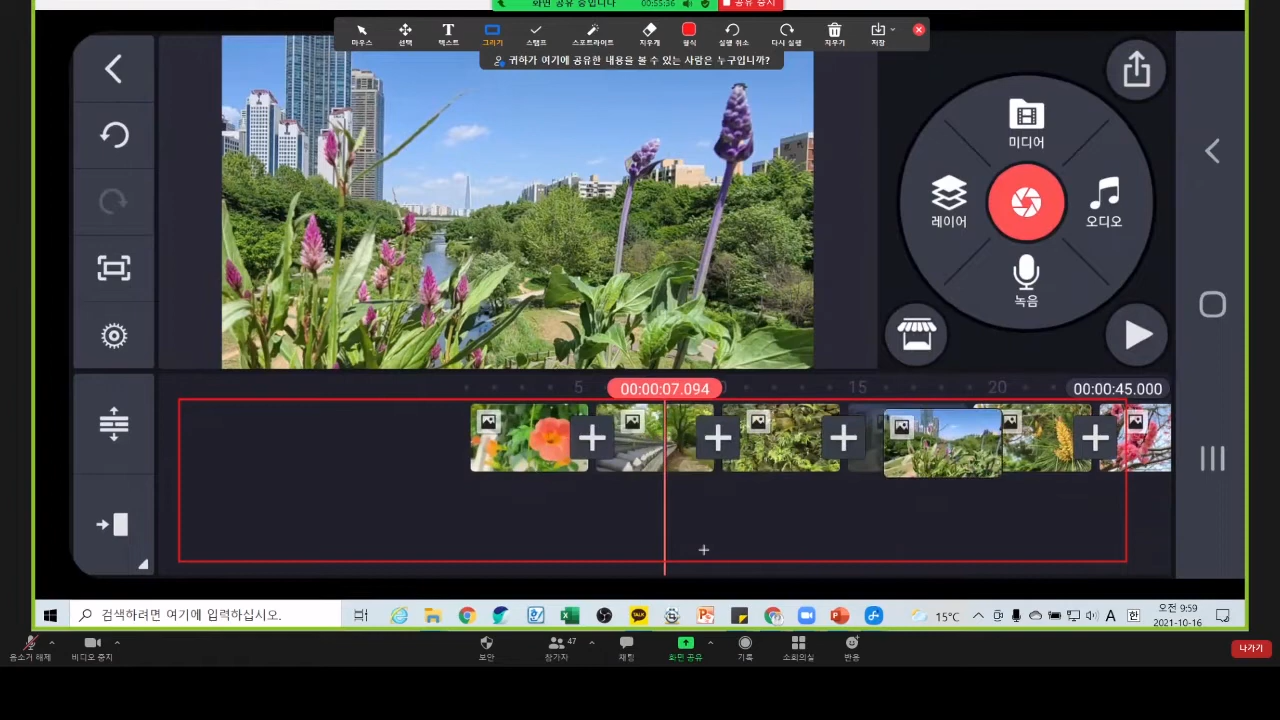 화면 공유 중입니다 00:55:36 공유 중지
마우스 선택 텍스트 그리기 스탬프 스포트라이트 지우개 형식 실행 취소 다시 실행 지우기 저장
귀하가 여기에 공유한 내용을 볼 수 있는 사람은 누구입니까?
미디어
레이어
오디오
녹음
5 00:00:07.094 15 20 00:00:45.000
검색하려면 여기에 입력하십시오. 15°C A 한 오전 9:59
2021-10-16
음소거 해제 비디오 중지 보안 47 참가자 채팅 화면 공유 기록 소회의실 반응 나가기